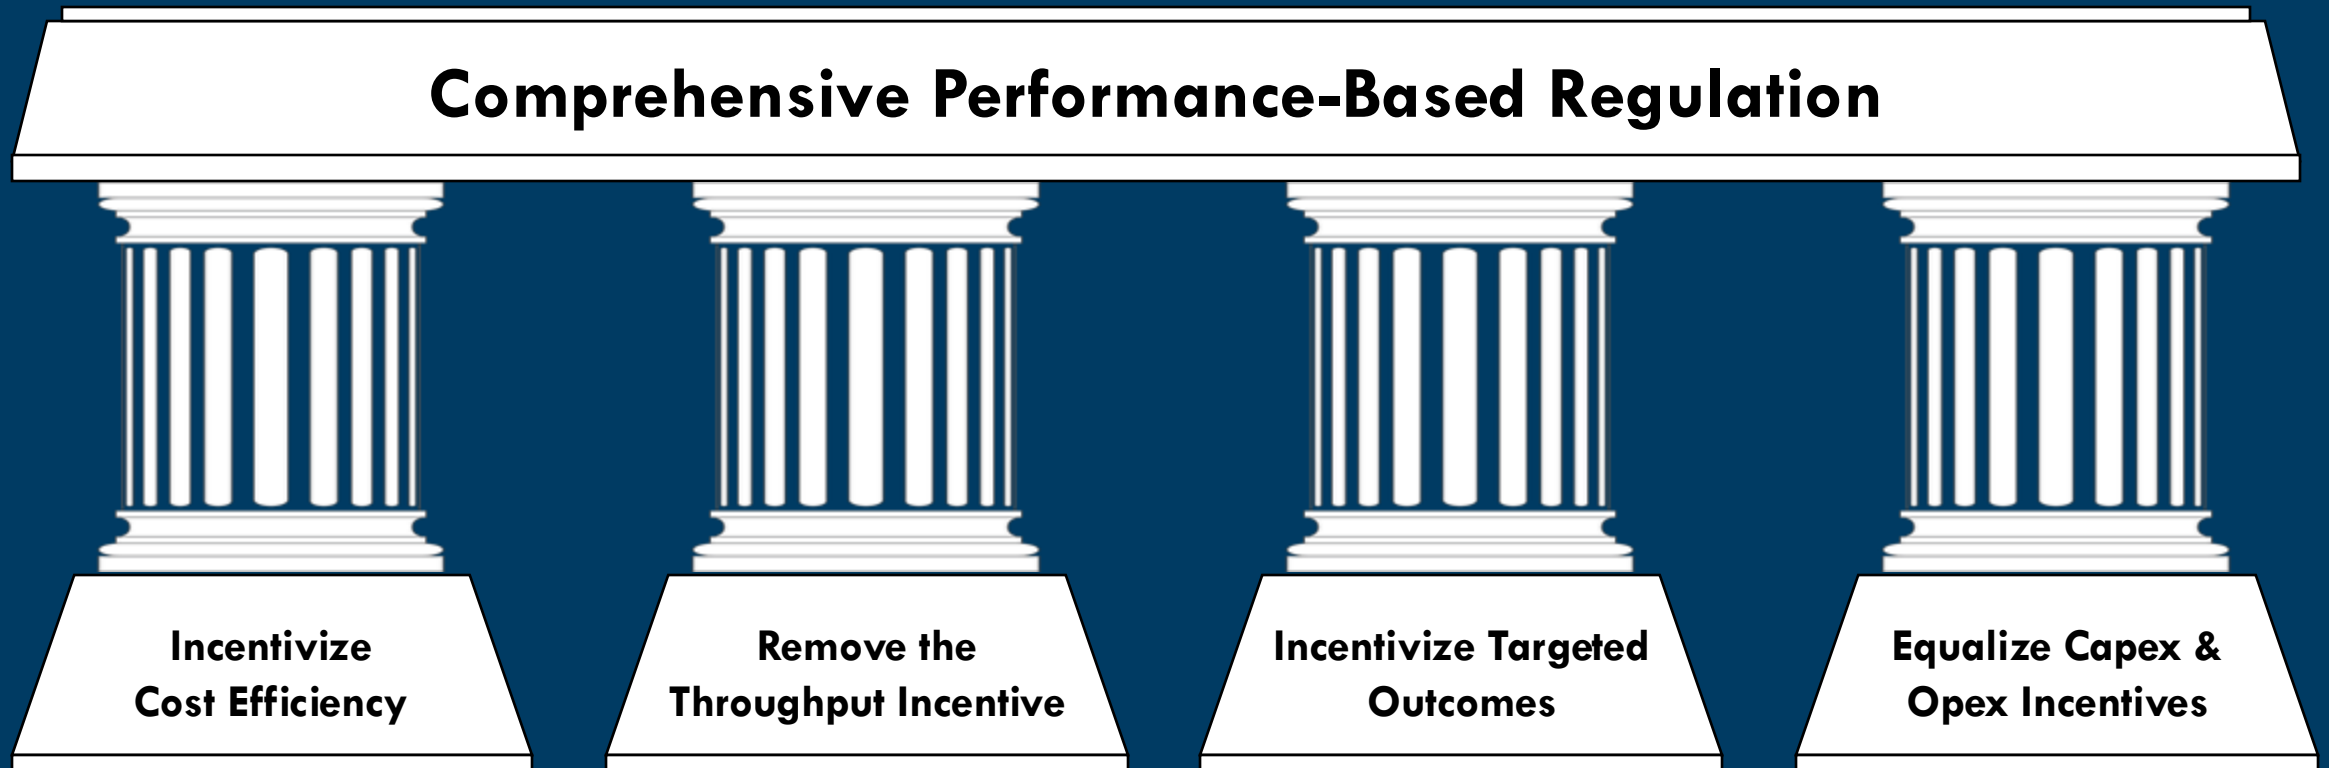 Comprehensive Performance-Based Regulation
Incentivize
Cost Efficiency
Remove the
Throughput Incentive
Incentivize Targeted
Outcomes
Equalize Capex &
Opex Incentives